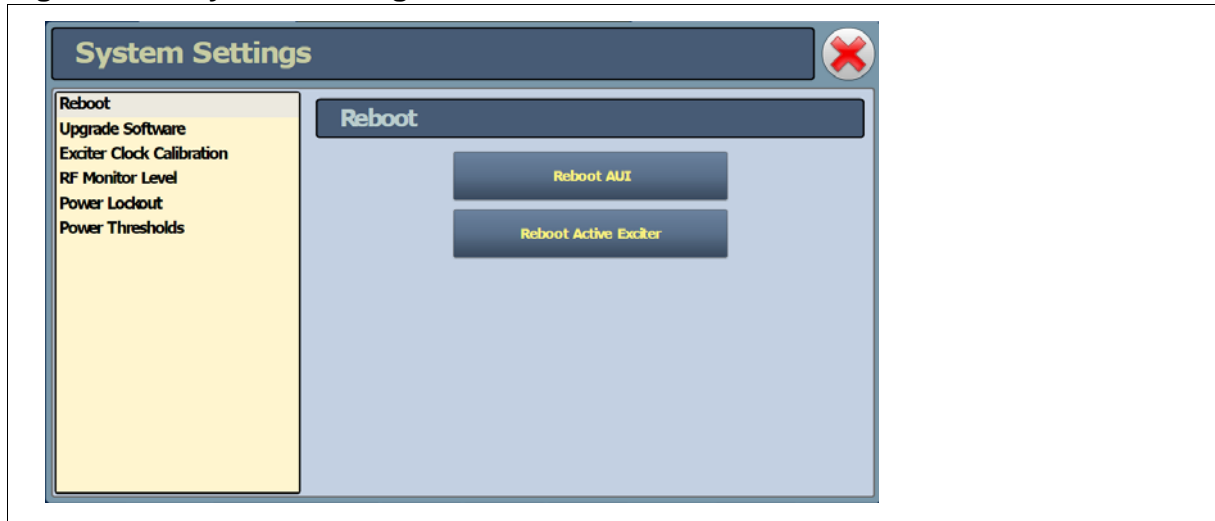 System Settings
Reboot
Upgrade Software
Exciter Clock Calibration
RF Monitor Level
Power Lockout
Power Thresholds
Reboot
Reboot AUI
Reboot Active Exciter